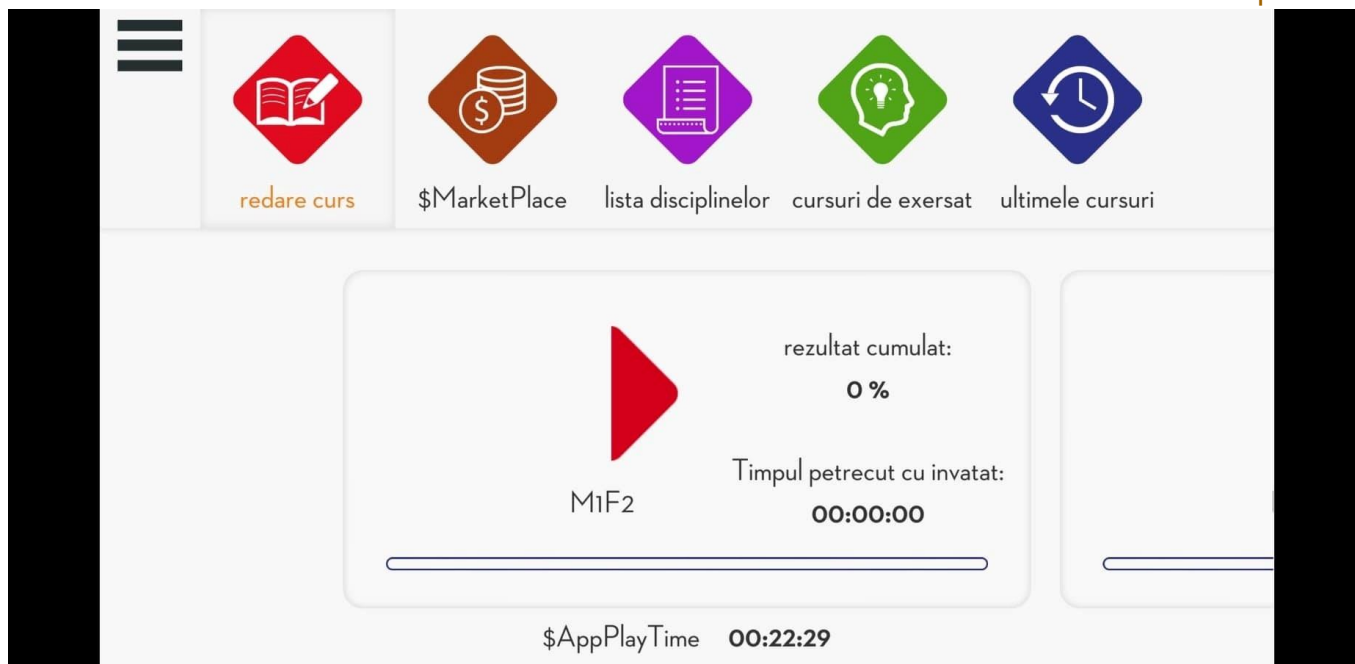 redare curs
$MarketPlace
lista disciplinelor
cursuri de exersat
ultimele cursuri
rezultat cumulat:
0 %
Timpul petrecut cu invatat:
00:00:00
M1F2
$AppPlayTime 00:22:29